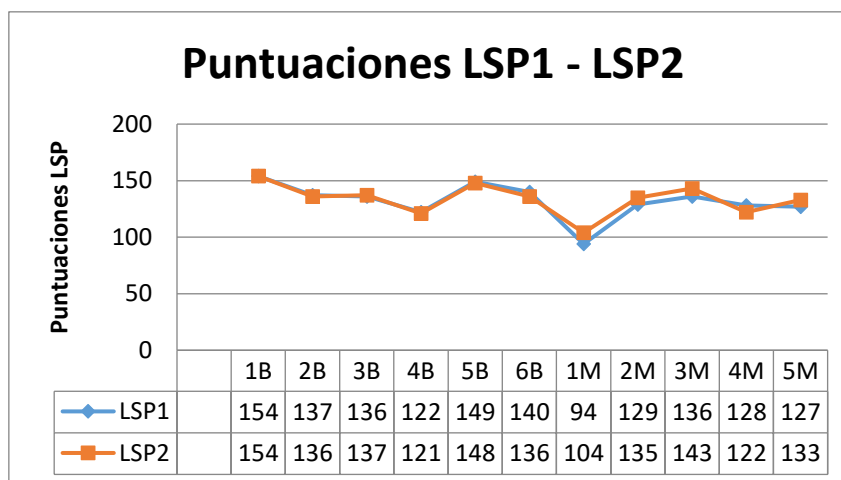 Puntuaciones LSP1 - LSP2
Puntuaciones LSP
200
150
100
50
0
1B 2B 3B 4B 5B 6B 1M 2M 3M 4M 5M
LSP1 154 137 136 122 149 140 94 129 136 128 127
LSP2 154 136 137 121 148 136 104 135 143 122 133